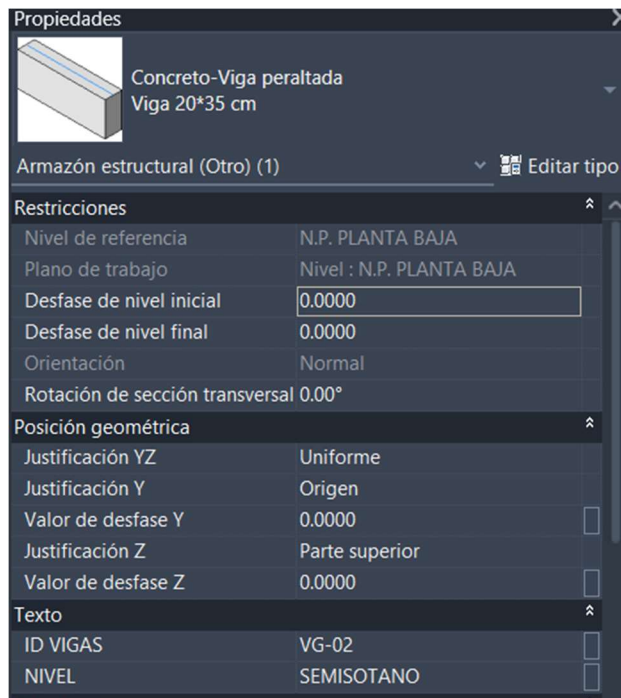 Propiedades
Concreto-Viga peraltada
Viga 20*35 cm
Armazón estructural (Otro) (1) Editar tipo
Restricciones
Nivel de referencia N.P. PLANTA BAJA
Plano de trabajo Nivel : N.P. PLANTA BAJA
Desfase de nivel inicial 0.0000
Desfase de nivel final 0.0000
Orientación Normal
Rotación de sección transversal 0.00°
Posición geométrica
Justificación YZ Uniforme
Justificación Y Origen
Valor de desfase Y 0.0000
Justificación Z Parte superior
Valor de desfase Z 0.0000
Texto
ID VIGAS VG-02
NIVEL SEMISOTANO